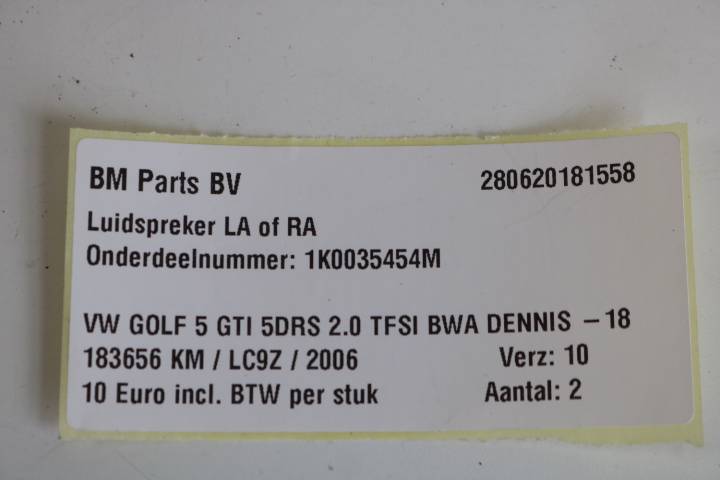 BM Parts BV 280620181558
Luidspreker LA of RA
Onderdeelnummer: 1K0035454M
VW GOLF 5 GTI 5DRS 2.0 TFSI BWA DENNIS – 18
183656 KM / LC9Z / 2006 Verz: 10
10 Euro incl. BTW per stuk Aantal: 2